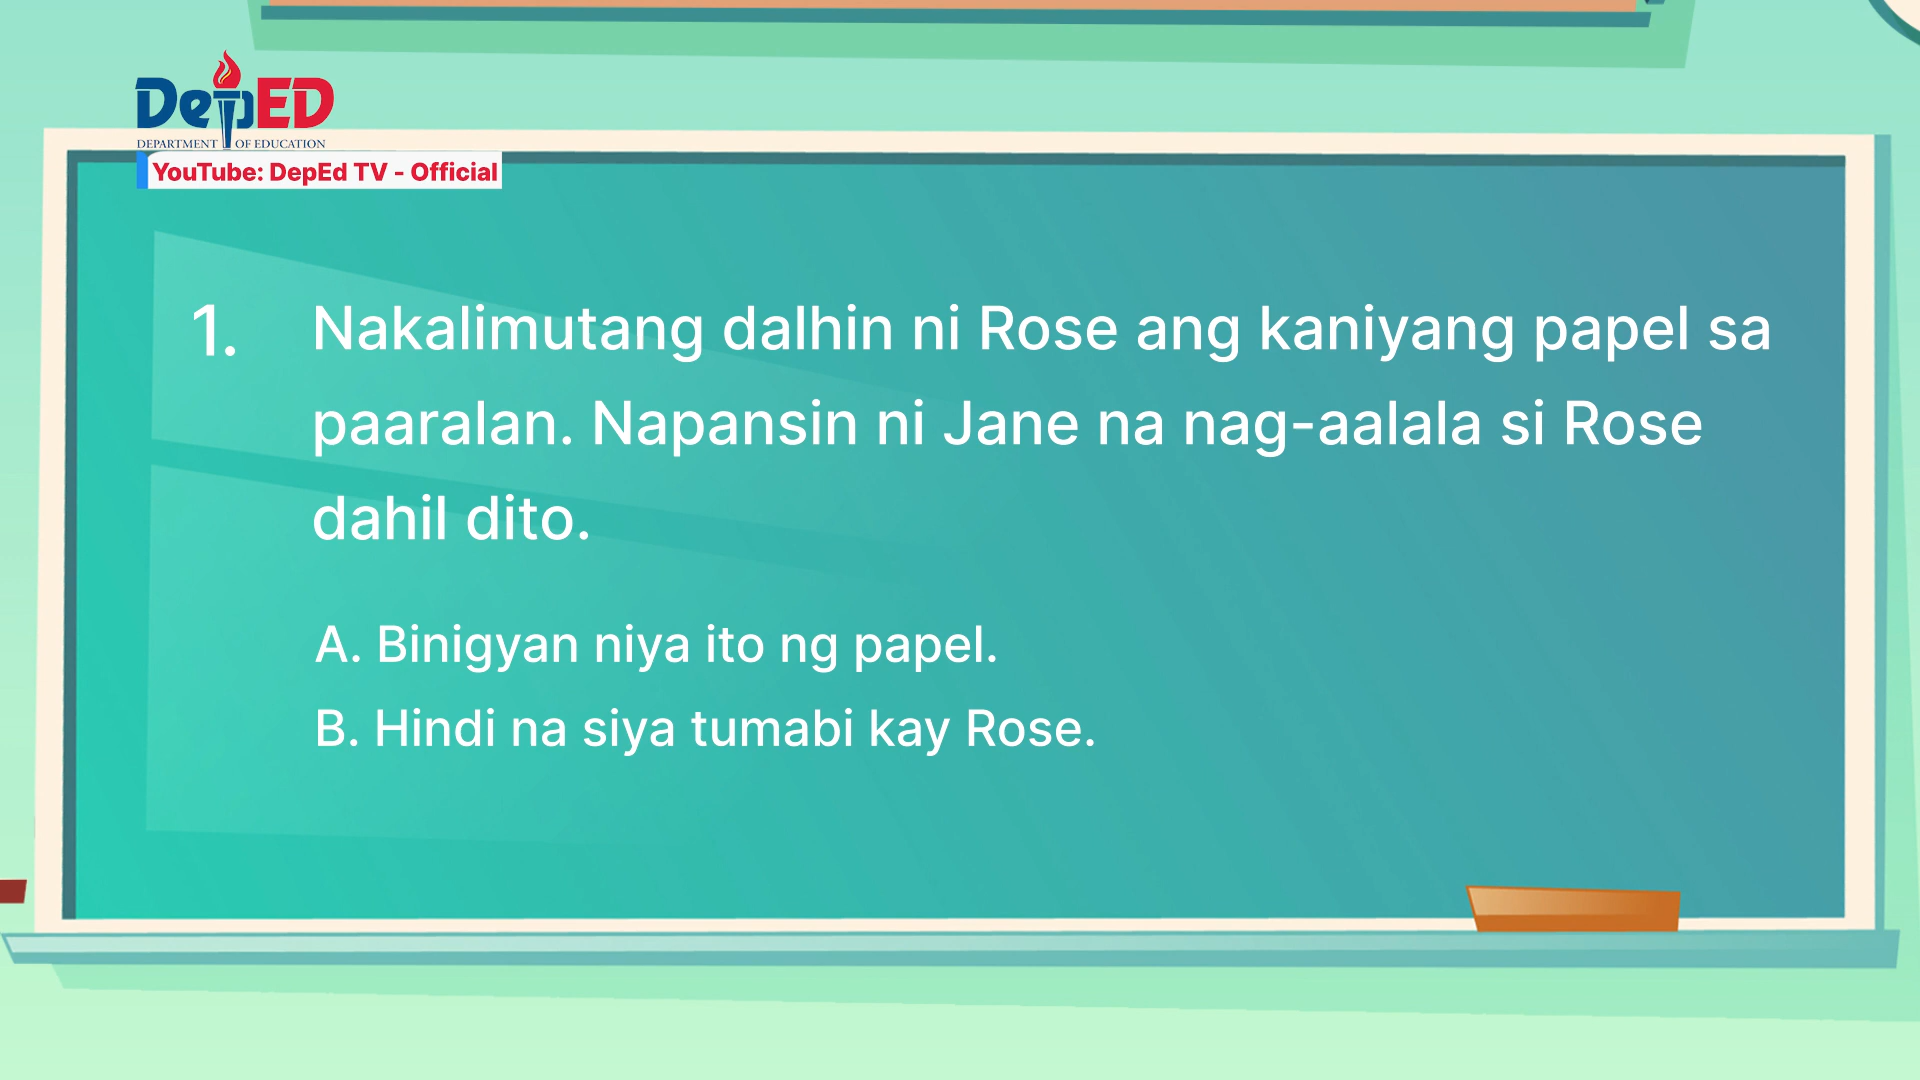 DepED
DEPARTMENT OF EDUCATION
YouTube: DepEd TV - Official
1. Nakalimutang dalhin ni Rose ang kaniyang papel sa
paaralan. Napansin ni Jane na nag-aalala si Rose
dahil dito.
A. Binigyan niya ito ng papel.
B. Hindi na siya tumabi kay Rose.